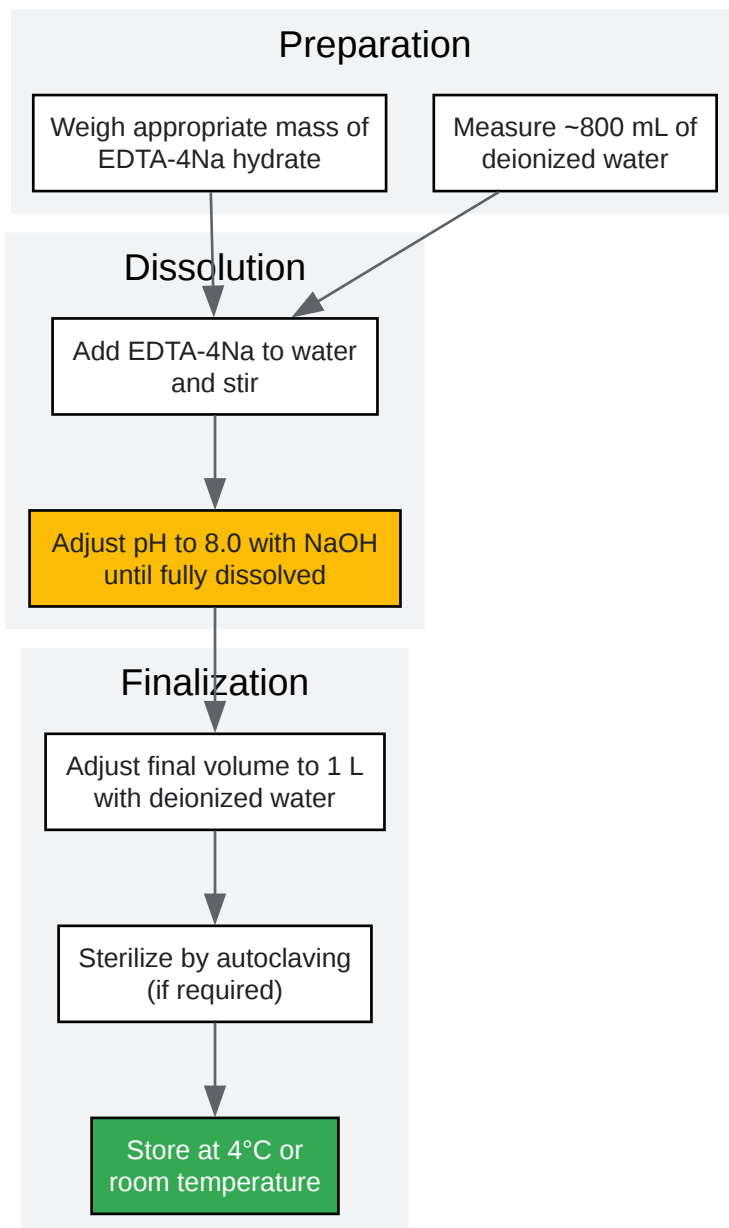 Preparation
Weigh appropriate mass of
EDTA-4Na hydrate
Measure ~800 mL of
deionized water
Dissolution
Add EDTA-4Na to water
and stir
Adjust pH to 8.0 with NaOH
until fully dissolved
Finalization
Adjust final volume to 1 L
with deionized water
Sterilize by autoclaving
(if required)
Store at 4°C or
room temperature